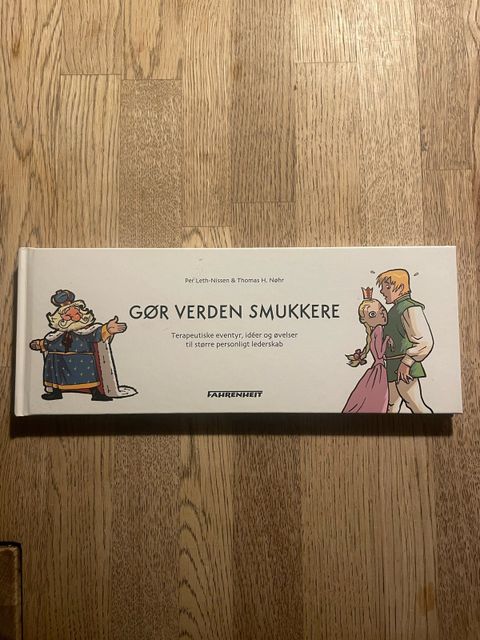 Per Leth-Nissen & Thomas H. Nøhr
GØR VERDEN SMUKKERE
Terapeutiske eventyr, idéer og øvelser
til større personligt lederskab
FAHRENHEIT